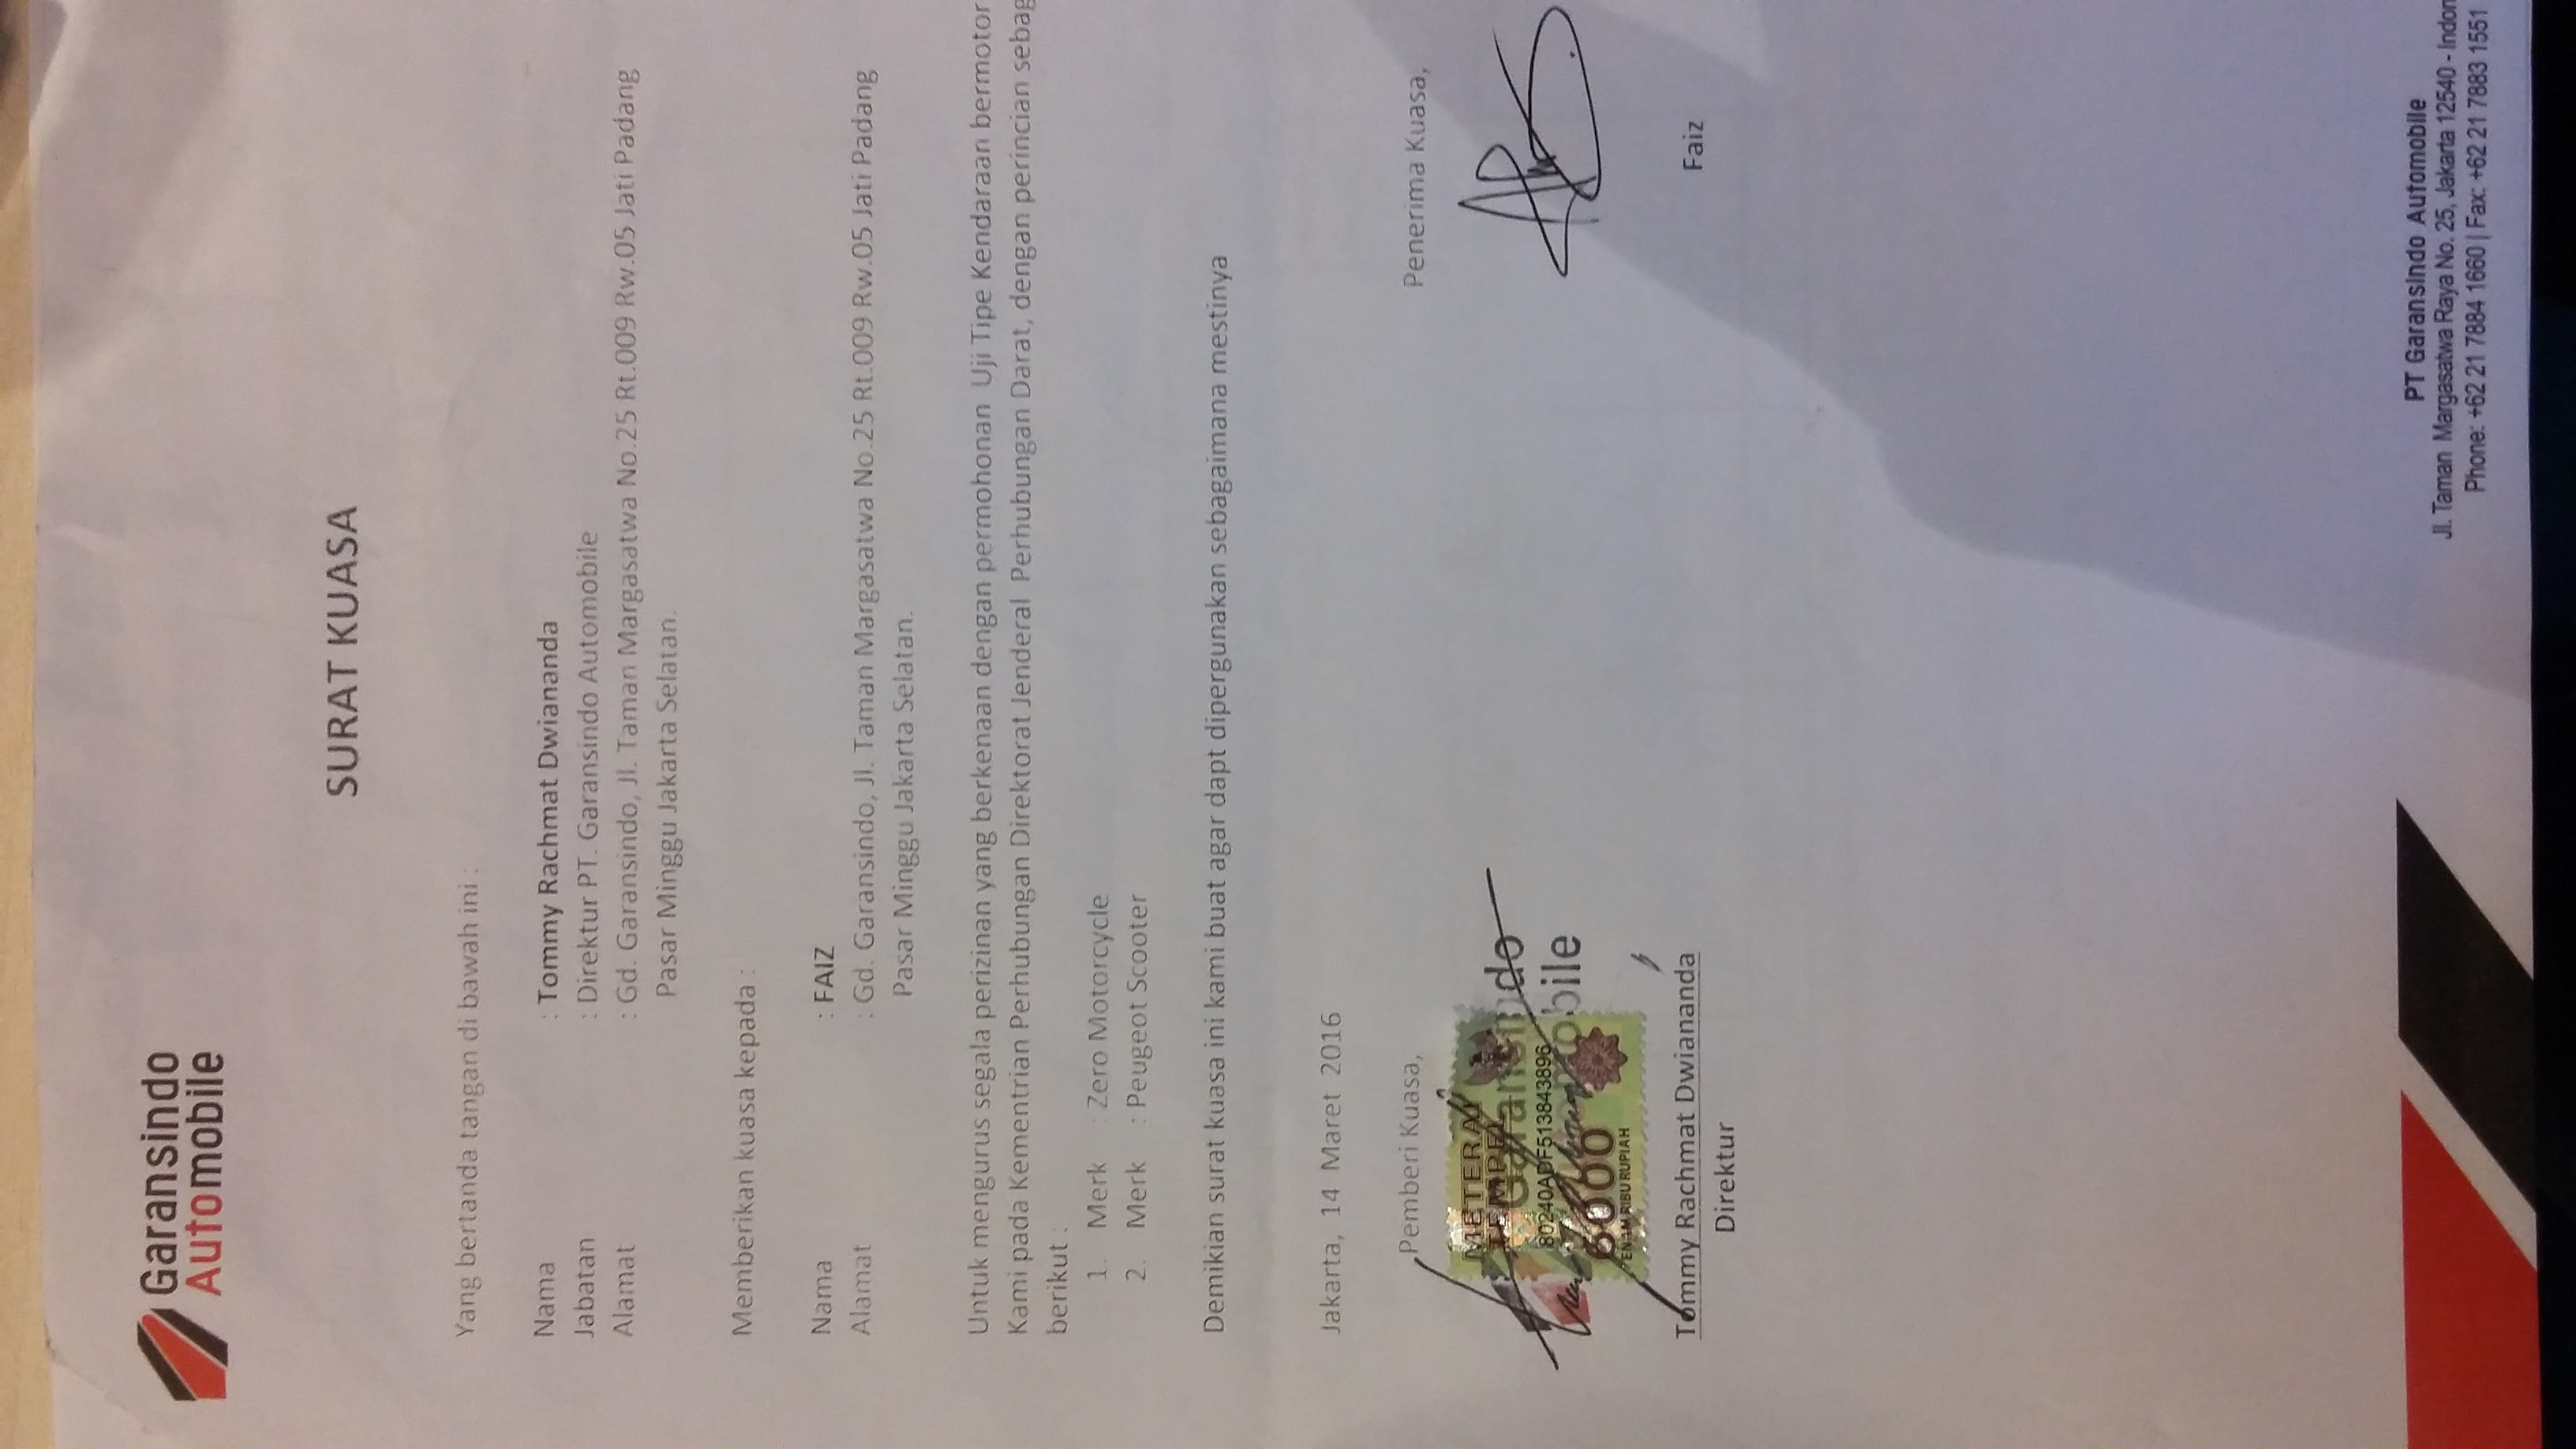 Garansindo
Automobile
SURAT KUASA
Yang bertanda tangan di bawah ini :
Nama : Tommy Rachmat Dwiananda
Jabatan : Direktur PT. Garansindo Automobile
Alamat : Gd. Garansindo, Jl. Taman Margasatwa No.25 Rt.009 Rw.05 Jati Padang
Pasar Minggu Jakarta Selatan.
Memberikan kuasa kepada :
Nama : FAIZ
Alamat : Gd. Garansindo, Jl. Taman Margasatwa No.25 Rt.009 Rw.05 Jati Padang
Pasar Minggu Jakarta Selatan.
Untuk mengurus segala perizinan yang berkenaan dengan permohonan Uji Tipe Kendaraan bermotor
Kami pada Kementrian Perhubungan Direktorat Jenderal Perhubungan Darat, dengan perincian sebag
berikut :
1. Merk : Zero Motorcycle
2. Merk : Peugeot Scooter
Demikian surat kuasa ini kami buat agar dapt dipergunakan sebagaimana mestinya
Jakarta, 14 Maret 2016
Pemberi Kuasa, Penerima Kuasa,
METERAI
TEMPEL
Garansindo
80240ADF513843896
Automobile
6000
ENAM RIBU RUPIAH
Tommy Rachmat Dwiananda Faiz
Direktur
PT Garansindo Automobile
Jl. Taman Margasatwa Raya No. 25, Jakarta 12540 - Indon
Phone: +62 21 7884 1660 | Fax: +62 21 7883 1551